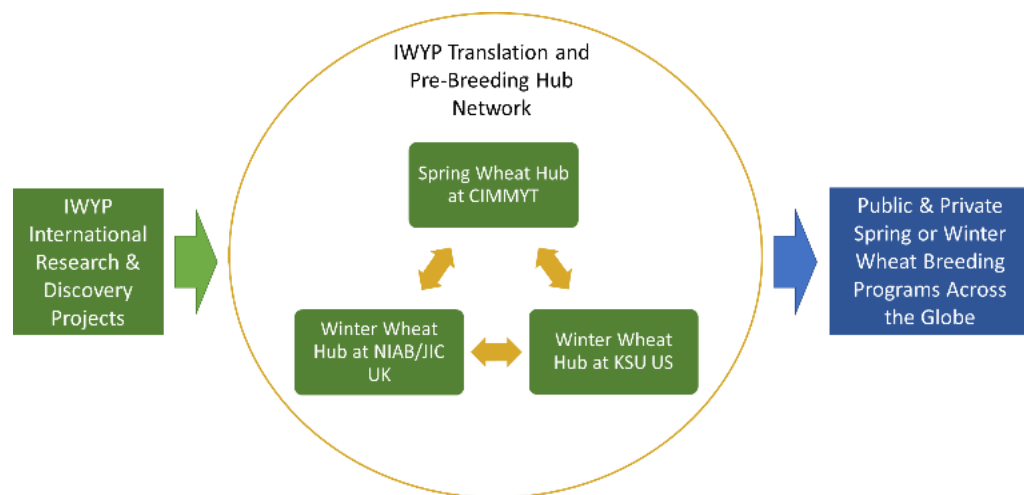 IWYP Translation and
Pre-Breeding Hub
Network
Spring Wheat Hub
at CIMMYT
IWYP
International
Research &
Discovery
Projects
Public & Private
Spring or Winter
Wheat Breeding
Programs Across
the Globe
Winter Wheat
Hub at NIAB/JIC
UK
Winter Wheat
Hub at KSU US